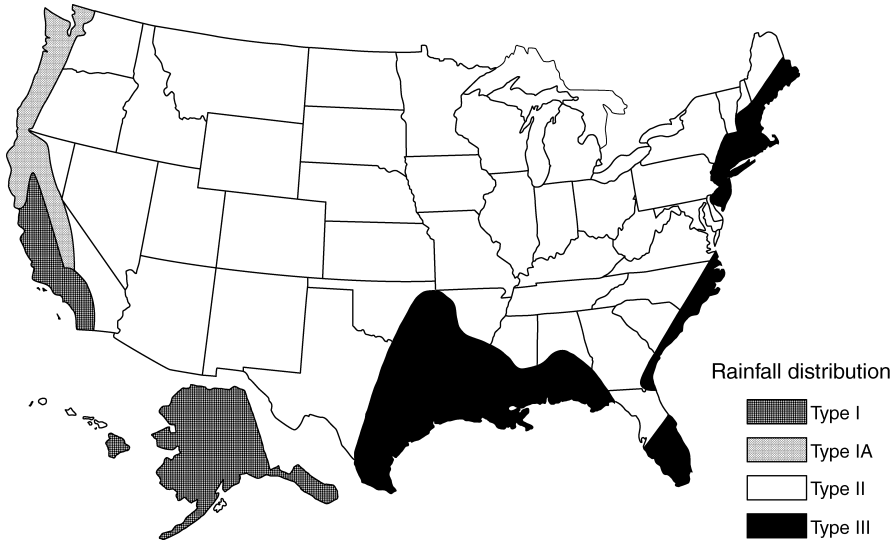 Rainfall distribution
Type I
Type IA
Type II
Type III